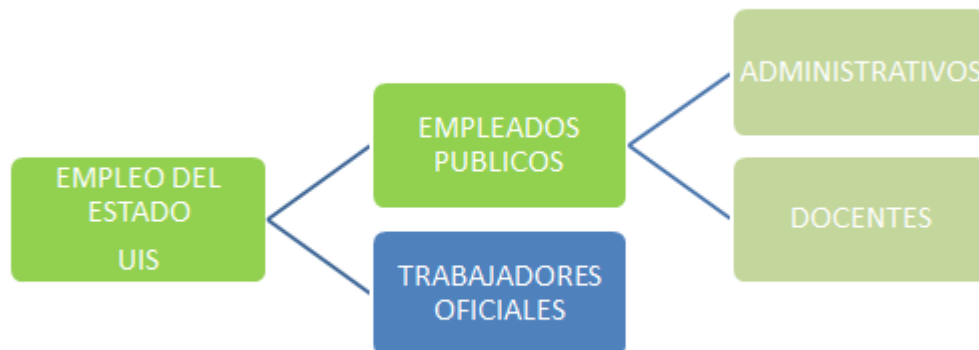 EMPLEO DEL
ESTADO
UIS
EMPLEADOS
PUBLICOS
TRABAJADORES
OFICIALES
ADMINISTRATIVOS
DOCENTES